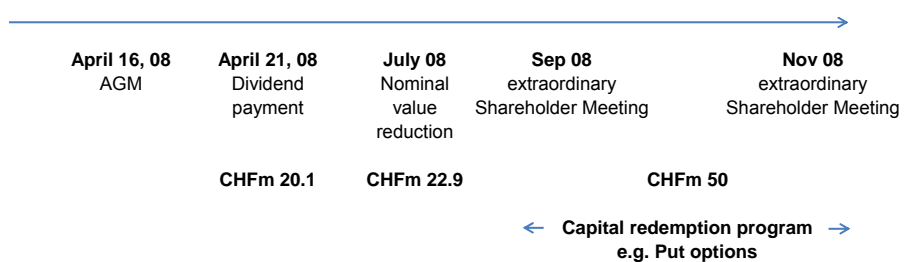 April 16, 08 April 21, 08 July 08 Sep 08 Nov 08
AGM Dividend Nominal extraordinary extraordinary
payment value Shareholder Meeting Shareholder Meeting
reduction
CHFm 20.1 CHFm 22.9 CHFm 50
Capital redemption program
e.g. Put options